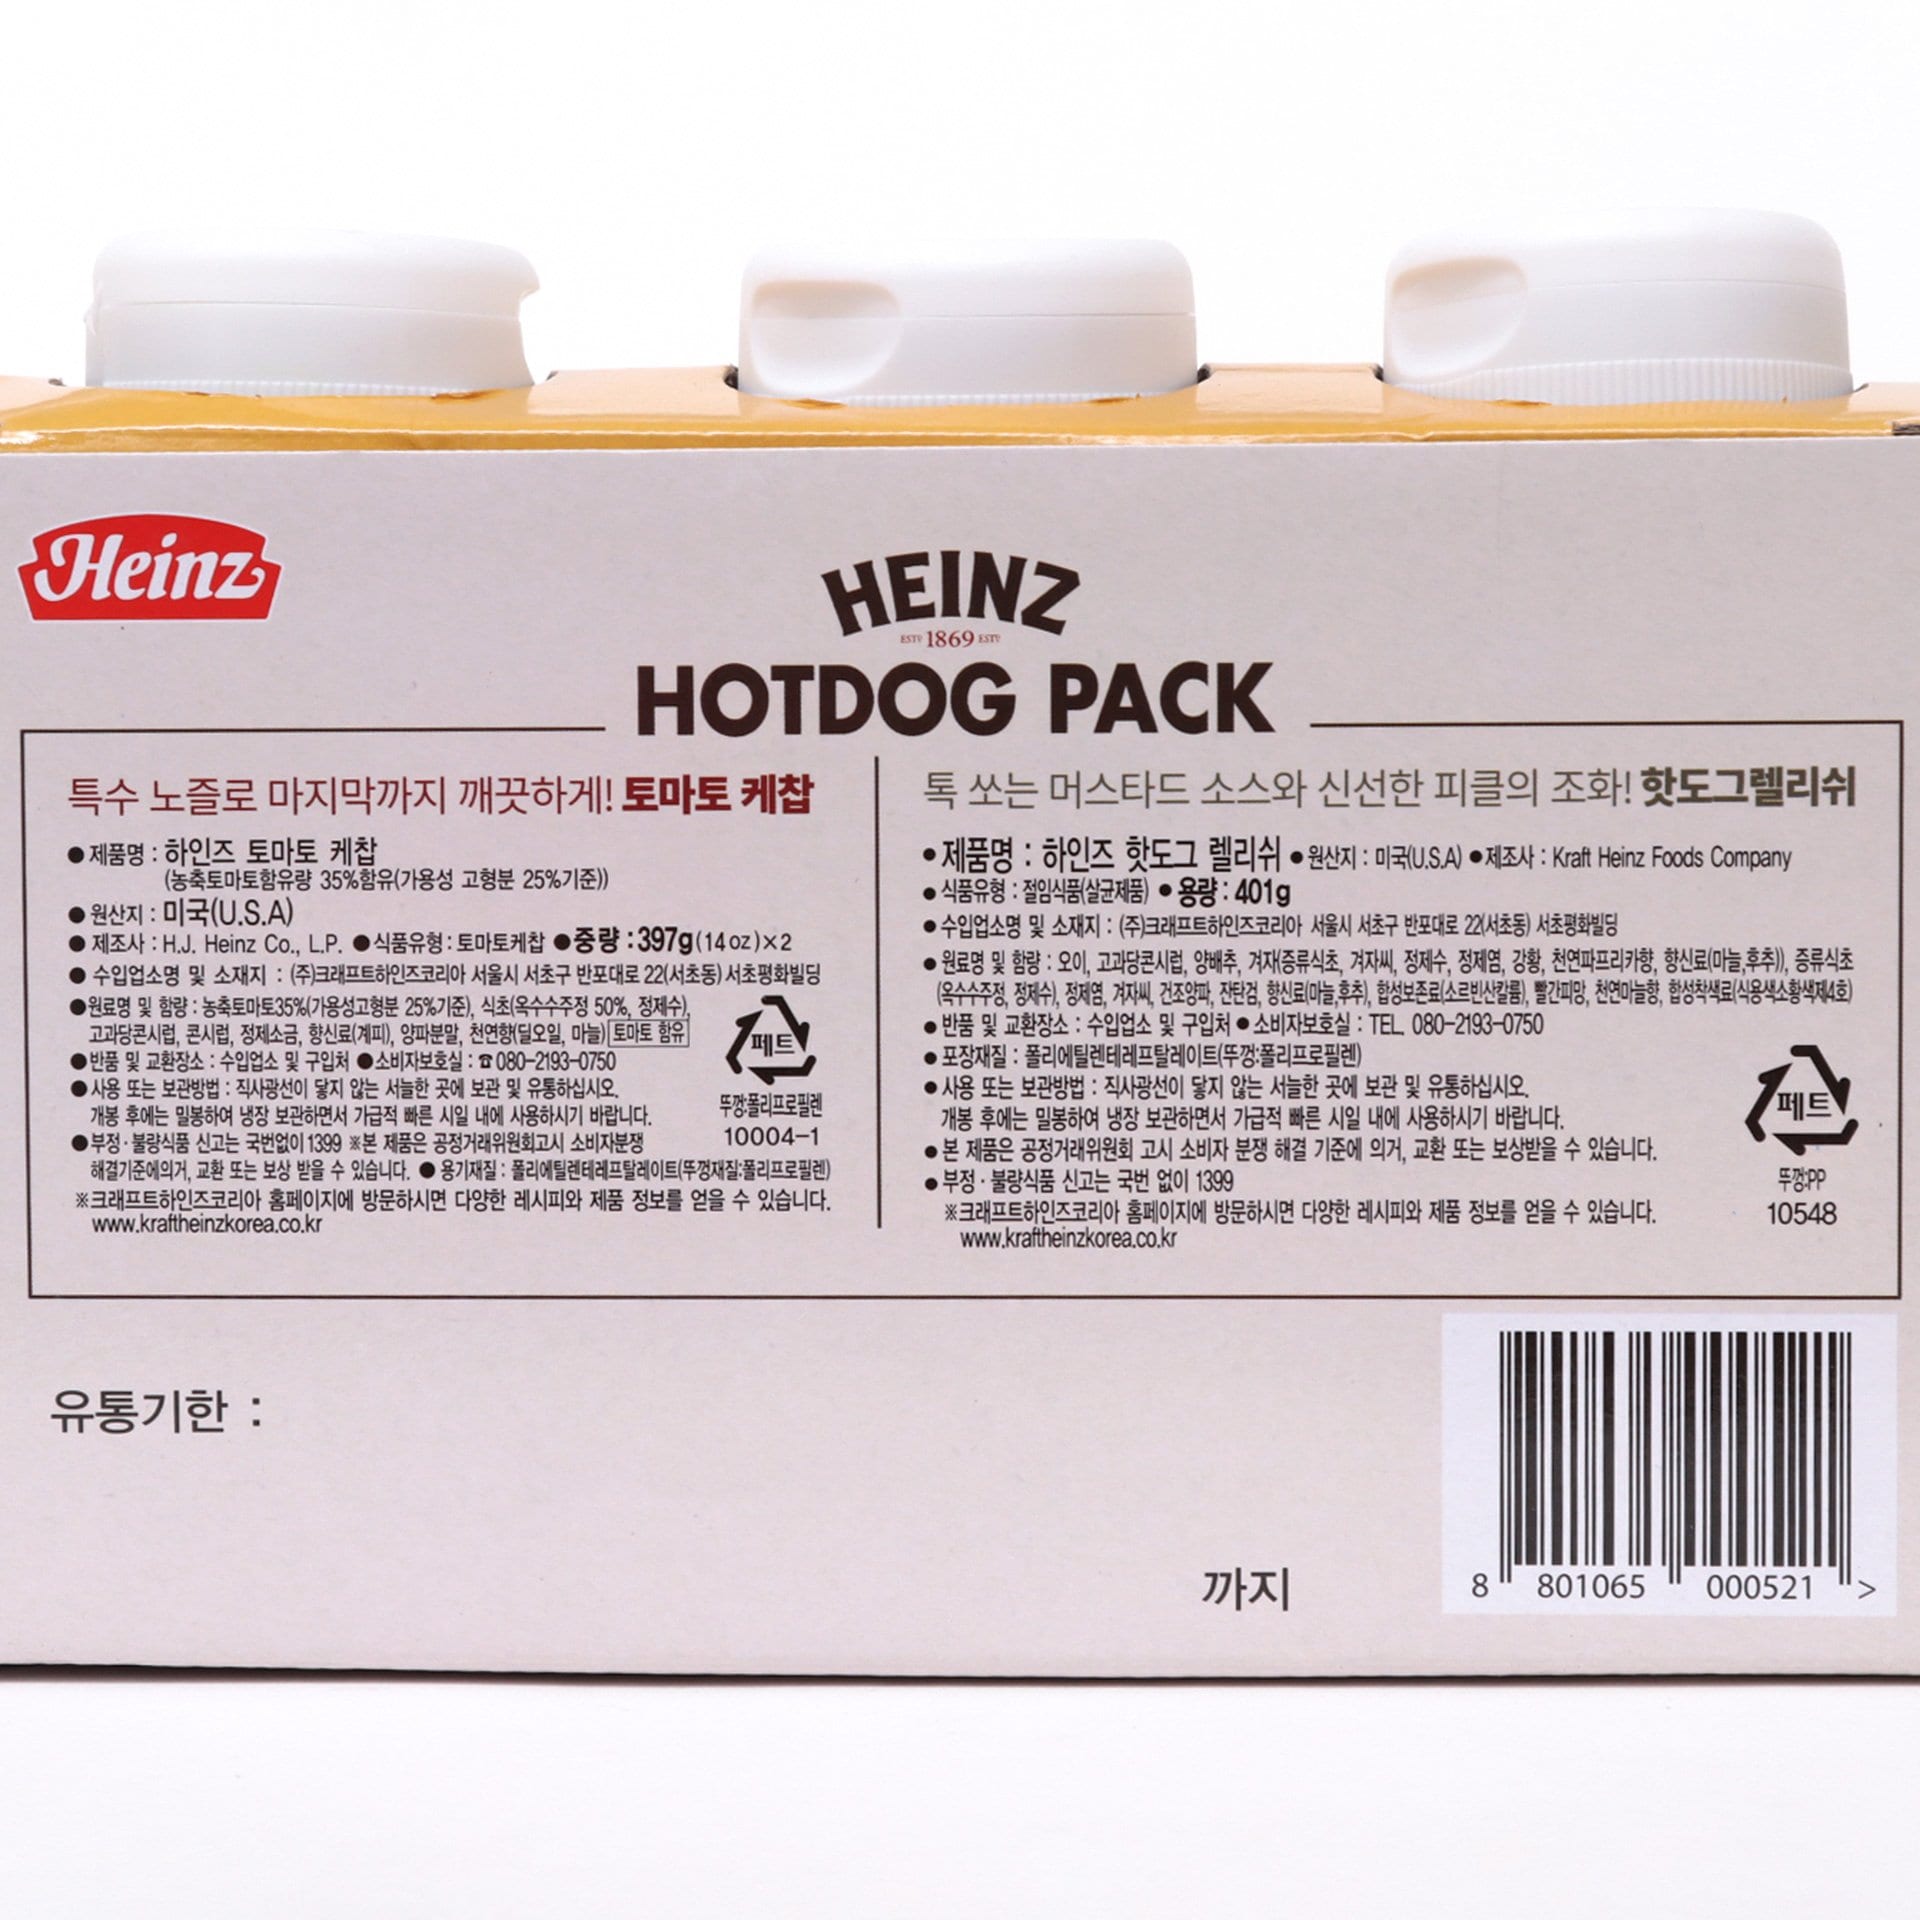 Heinz
HEINZ
ESTD 1869 ESTD
HOTDOG PACK
특수 노즐로 마지막까지 깨끗하게! 토마토 케찹
●제품명 : 하인즈 토마토 케찹
(농축토마토함유량 35%함유(가용성 고형분 25%기준))
●원산지 : 미국(U.S.A)
● 제조사 : H.J. Heinz Co., L.P. ●식품유형 : 토마토케찹 ●중량 : 397g(14oz)×2
● 수입업소명 및 소재지 : (주)크래프트하인즈코리아 서울시 서초구 반포대로 22(서초동) 서초평화빌딩
●원료명 및 함량 : 농축토마토35%(가용성고형분 25%기준), 식초(옥수수주정 50%, 정제수),
고과당콘시럽, 콘시럽, 정제소금, 향신료(계피), 양파분말, 천연향(딜오일, 마늘) 토마토 함유
●반품 및 교환장소 : 수입업소 및 구입처 ●소비자보호실 : ☎080-2193-0750
●사용 또는 보관방법 : 직사광선이 닿지 않는 서늘한 곳에 보관 및 유통하십시오.
개봉 후에는 밀봉하여 냉장 보관하면서 가급적 빠른 시일 내에 사용하시기 바랍니다.
●부정·불량식품 신고는 국번없이 1399 ※본 제품은 공정거래위원회고시 소비자분쟁
해결기준에의거, 교환 또는 보상 받을 수 있습니다. ● 용기재질 : 폴리에틸렌테레프탈레이트(뚜껑재질:폴리프로필렌)
※크래프트하인즈코리아 홈페이지에 방문하시면 다양한 레시피와 제품 정보를 얻을 수 있습니다.
www.kraftheinzkorea.co.kr
페트
뚜껑:폴리프로필렌
10004-1
톡 쏘는 머스타드 소스와 신선한 피클의 조화! 핫도그렐리쉬
●제품명 : 하인즈 핫도그 렐리쉬 ●원산지 : 미국(U.S.A) ●제조사 : Kraft Heinz Foods Company
●식품유형 : 절임식품(살균제품) ●용량 : 401g
●수입업소명 및 소재지 : (주)크래프트하인즈코리아 서울시 서초구 반포대로 22(서초동) 서초평화빌딩
●원료명 및 함량 : 오이, 고과당콘시럽, 양배추, 겨자(증류식초, 겨자씨, 정제수, 정제염, 강황, 천연파프리카향, 향신료(마늘,후추)), 증류식초
(옥수수주정, 정제수), 정제염, 겨자씨, 건조양파, 잔탄검, 향신료(마늘,후추), 합성보존료(소르빈산칼륨), 빨간피망, 천연마늘향, 합성착색료(식용색소황색제4호)
●반품 및 교환장소 : 수입업소 및 구입처 ●소비자보호실 : TEL. 080-2193-0750
●포장재질 : 폴리에틸렌테레프탈레이트(뚜껑:폴리프로필렌)
●사용 또는 보관방법 : 직사광선이 닿지 않는 서늘한 곳에 보관 및 유통하십시오.
개봉 후에는 밀봉하여 냉장 보관하면서 가급적 빠른 시일 내에 사용하시기 바랍니다.
●본 제품은 공정거래위원회 고시 소비자 분쟁 해결 기준에 의거, 교환 또는 보상받을 수 있습니다.
●부정·불량식품 신고는 국번 없이 1399
※크래프트하인즈코리아 홈페이지에 방문하시면 다양한 레시피와 제품 정보를 얻을 수 있습니다.
www.kraftheinzkorea.co.kr
페트
뚜껑:PP
10548
유통기한 :
까지
8 801065 000521 >